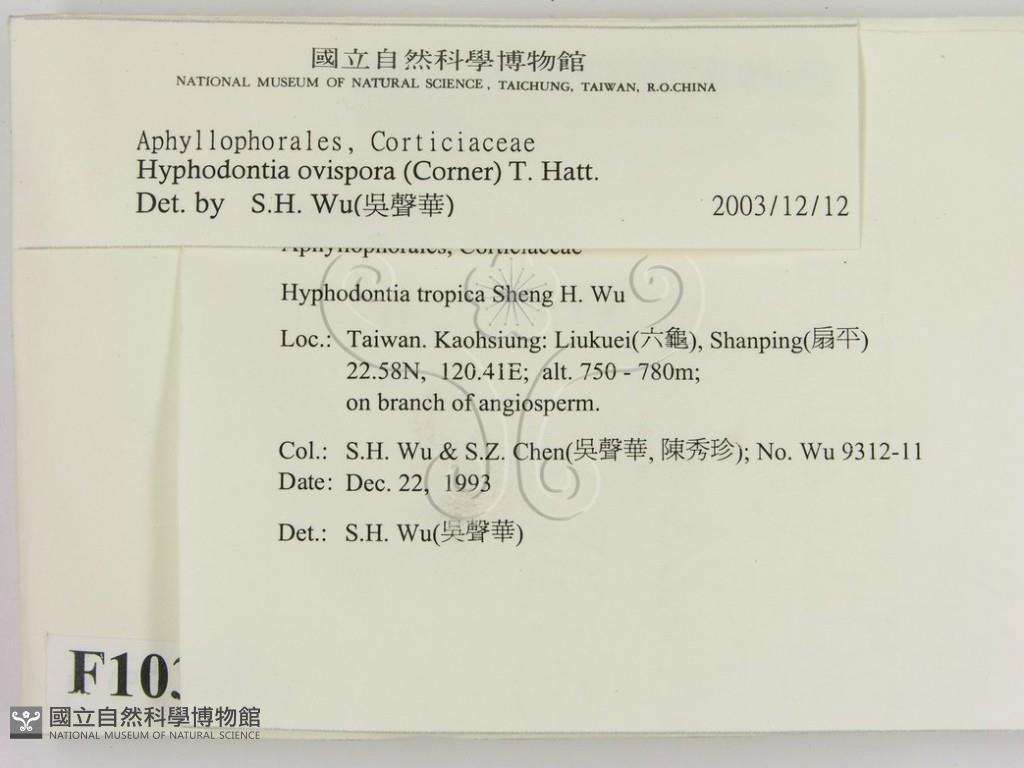 國立自然科學博物館
NATIONAL MUSEUM OF NATURAL SCIENCE, TAICHUNG, TAIWAN, R.O.CHINA
Aphyllophorales, Corticiaceae
Hyphodontia ovispora (Corner) T. Hatt.
Det. by S.H. Wu(吳聲華) 2003/12/12
Aphyllophorales, Corticiaceae
Hyphodontia tropica Sheng H. Wu
Loc.: Taiwan. Kaohsiung: Liukuei(六龜), Shanping(扇平)
22.58N, 120.41E; alt. 750 - 780m;
on branch of angiosperm.
Col.: S.H. Wu & S.Z. Chen(吳聲華, 陳秀珍); No. Wu 9312-11
Date: Dec. 22, 1993
Det.: S.H. Wu(吳聲華)
F103
國立自然科學博物館
NATIONAL MUSEUM OF NATURAL SCIENCE